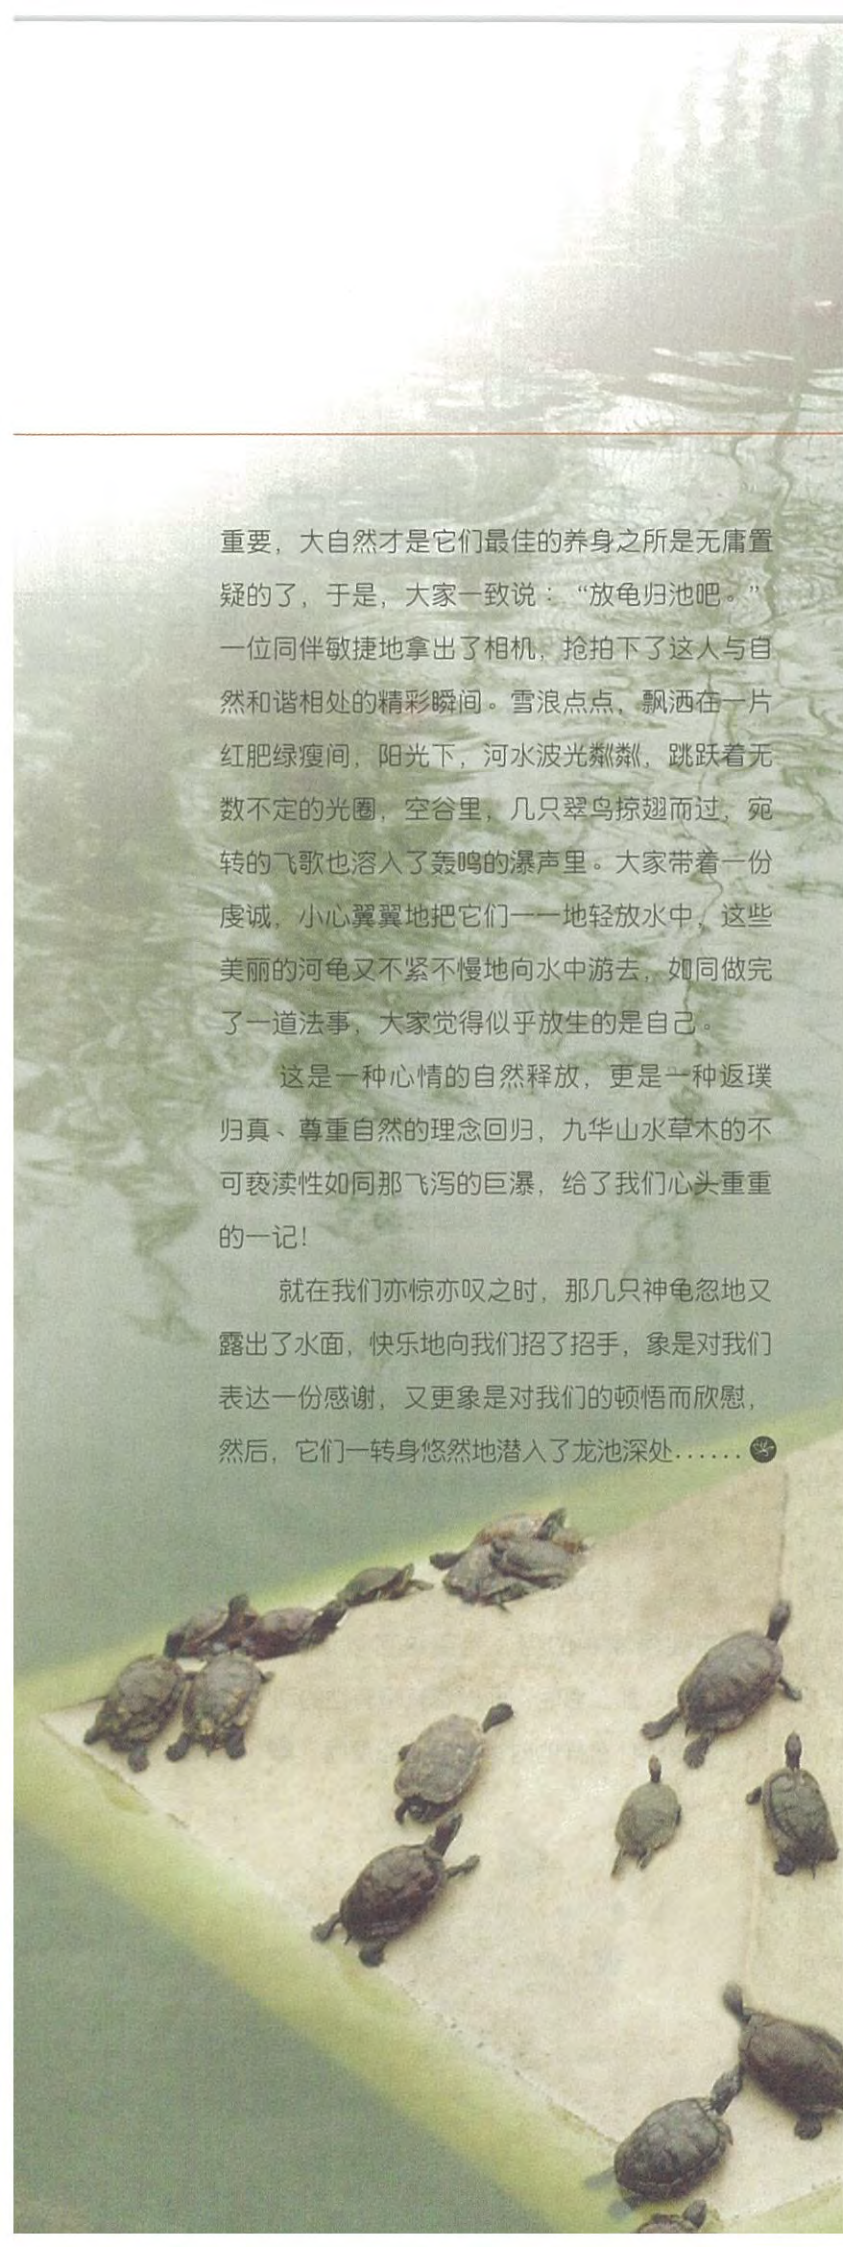 重要，大自然才是它们最佳的养身之所是无庸置
疑的了，于是，大家一致说：“放龟归池吧。”
一位同伴敏捷地拿出了相机，抢拍下了这人与自
然和谐相处的精彩瞬间。雪浪点点，飘洒在一片
红肥绿瘦间，阳光下，河水波光粼粼，跳跃着无
数不定的光圈，空谷里，几只翠鸟掠翅而过，宛
转的飞歌也溶入了轰鸣的瀑声里。大家带着一份
虔诚，小心翼翼地把它们一一地轻放水中，这些
美丽的河龟又不紧不慢地向水中游去，如同做完
了一道法事，大家觉得似乎放生的是自己。
这是一种心情的自然释放，更是一种返璞
归真、尊重自然的理念回归，九华山水草木的不
可亵渎性如同那飞泻的巨瀑，给了我们心头重重
的一记！
就在我们亦惊亦叹之时，那几只神龟忽地又
露出了水面，快乐地向我们招了招手，象是对我们
表达一份感谢，又更象是对我们的顿悟而欣慰，
然后，它们一转身悠然地潜入了龙池深处......